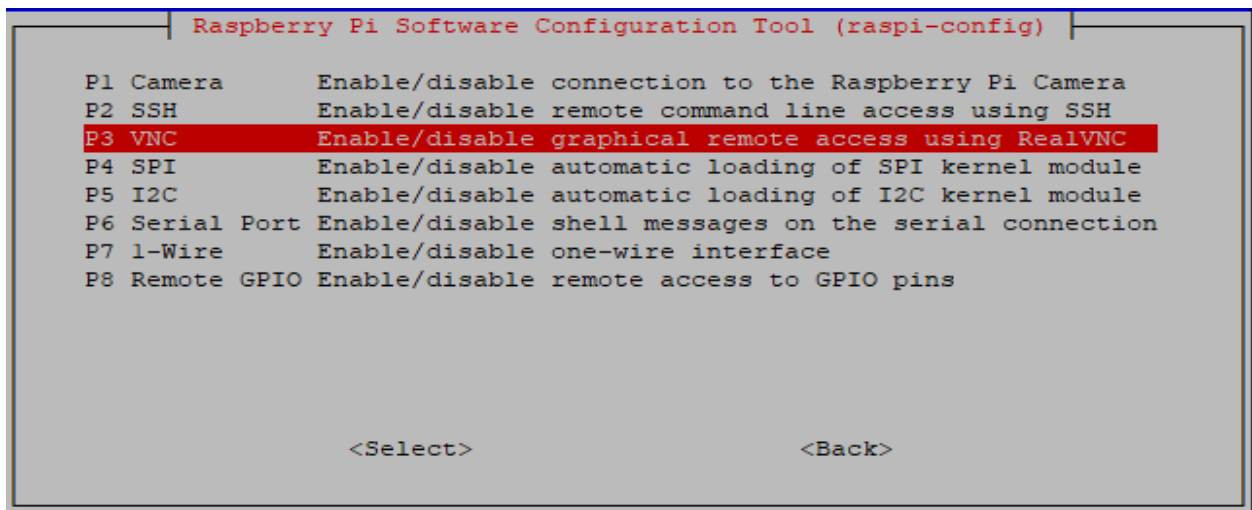 Raspberry Pi Software Configuration Tool (raspi-config)
P1 Camera Enable/disable connection to the Raspberry Pi Camera
P2 SSH Enable/disable remote command line access using SSH
P3 VNC Enable/disable graphical remote access using RealVNC
P4 SPI Enable/disable automatic loading of SPI kernel module
P5 I2C Enable/disable automatic loading of I2C kernel module
P6 Serial Port Enable/disable shell messages on the serial connection
P7 1-Wire Enable/disable one-wire interface
P8 Remote GPIO Enable/disable remote access to GPIO pins
<Select> <Back>